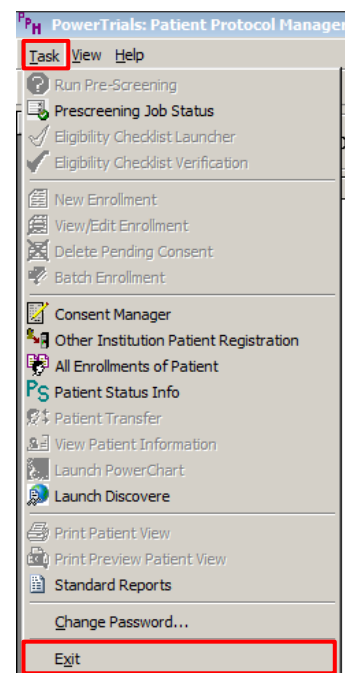 PPM PowerTrials: Patient Protocol Manager
Task View Help
Run Pre-Screening
Prescreening Job Status
Eligibility Checklist Launcher
Eligibility Checklist Verification
New Enrollment
View/Edit Enrollment
Delete Pending Consent
Batch Enrollment
Consent Manager
Other Institution Patient Registration
All Enrollments of Patient
PS Patient Status Info
Patient Transfer
View Patient Information
Launch PowerChart
Launch Discovere
Print Patient View
Print Preview Patient View
Standard Reports
Change Password...
Exit